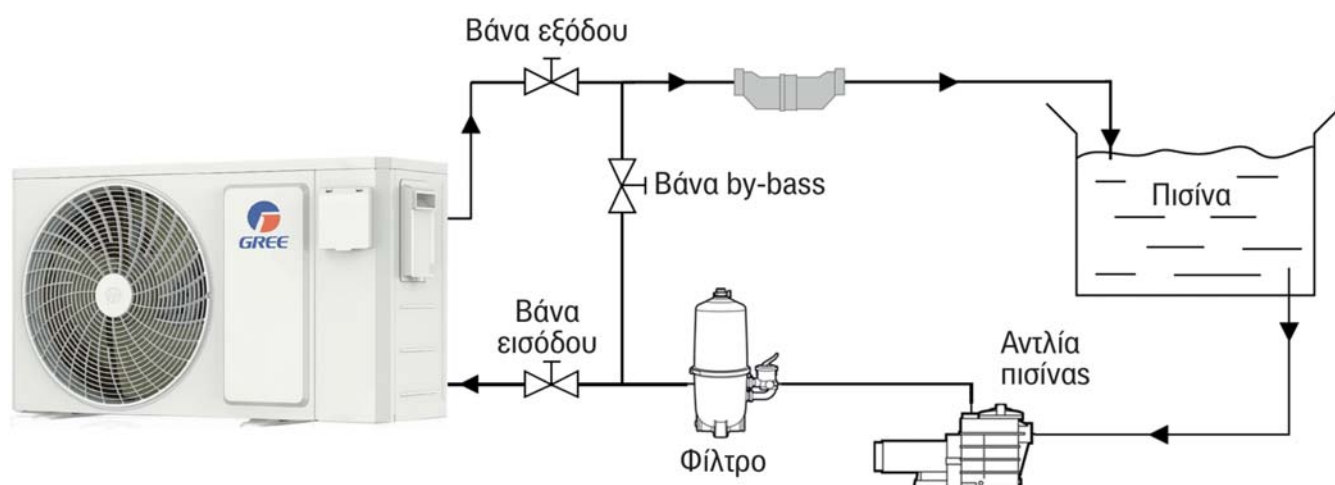 Βάνα εξόδου
Βάνα by-bass
Πισίνα
GREE
Βάνα
εισόδου
Αντλία
πισίνας
Φίλτρο